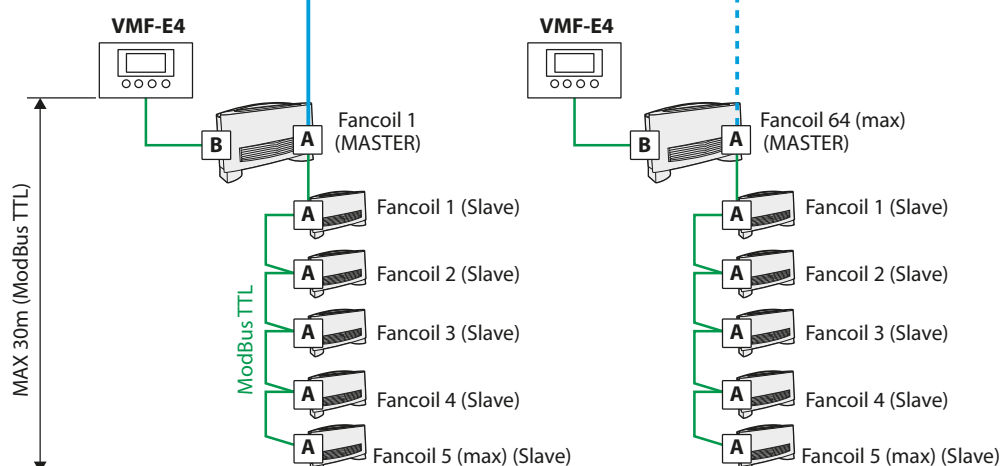 VMF-E4
B
A
Fancoil 1
(MASTER)
A
Fancoil 1 (Slave)
A
Fancoil 2 (Slave)
A
Fancoil 3 (Slave)
A
Fancoil 4 (Slave)
A
Fancoil 5 (max) (Slave)
ModBus TTL
MAX 30m (ModBus TTL)
VMF-E4
B
A
Fancoil 64 (max)
(MASTER)
A
Fancoil 1 (Slave)
A
Fancoil 2 (Slave)
A
Fancoil 3 (Slave)
A
Fancoil 4 (Slave)
A
Fancoil 5 (max) (Slave)